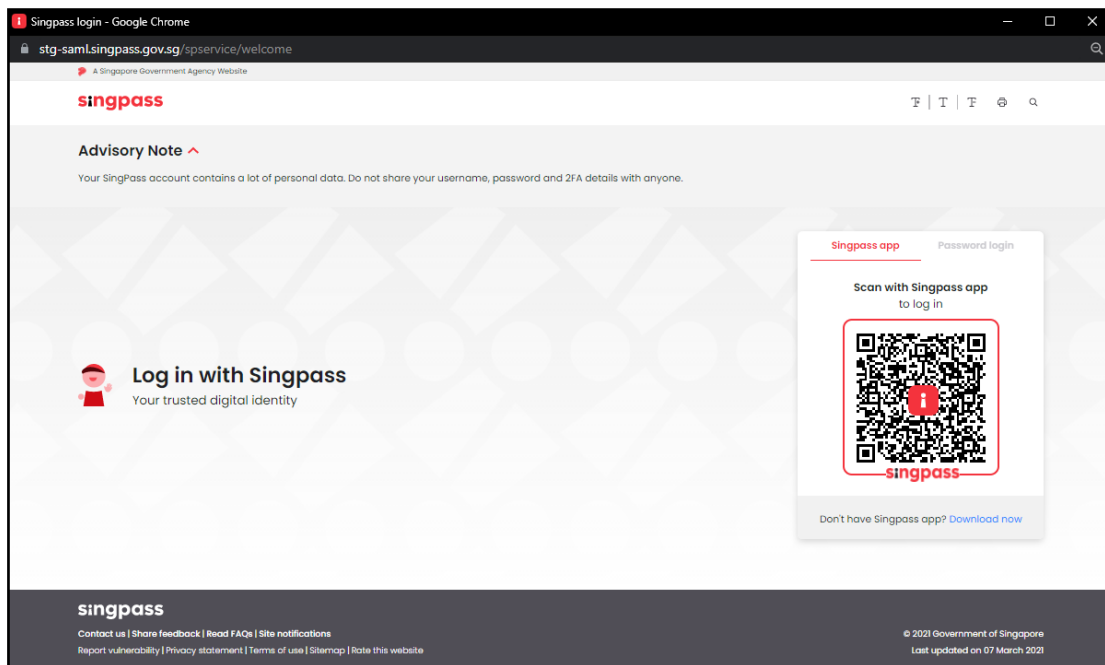 Singpass login - Google Chrome
stg-saml.singpass.gov.sg/spservice/welcome
A Singapore Government Agency Website
singpass
Advisory Note
Your SingPass account contains a lot of personal data. Do not share your username, password and 2FA details with anyone.
Singpass app Password login
Scan with Singpass app
to log in
singpass
Log in with Singpass
Your trusted digital identity
Don't have Singpass app? Download now
singpass
Contact us | Share feedback | Read FAQs | Site notifications
Report vulnerability | Privacy statement | Terms of use | Sitemap | Rate this website
© 2021 Government of Singapore
Last updated on 07 March 2021